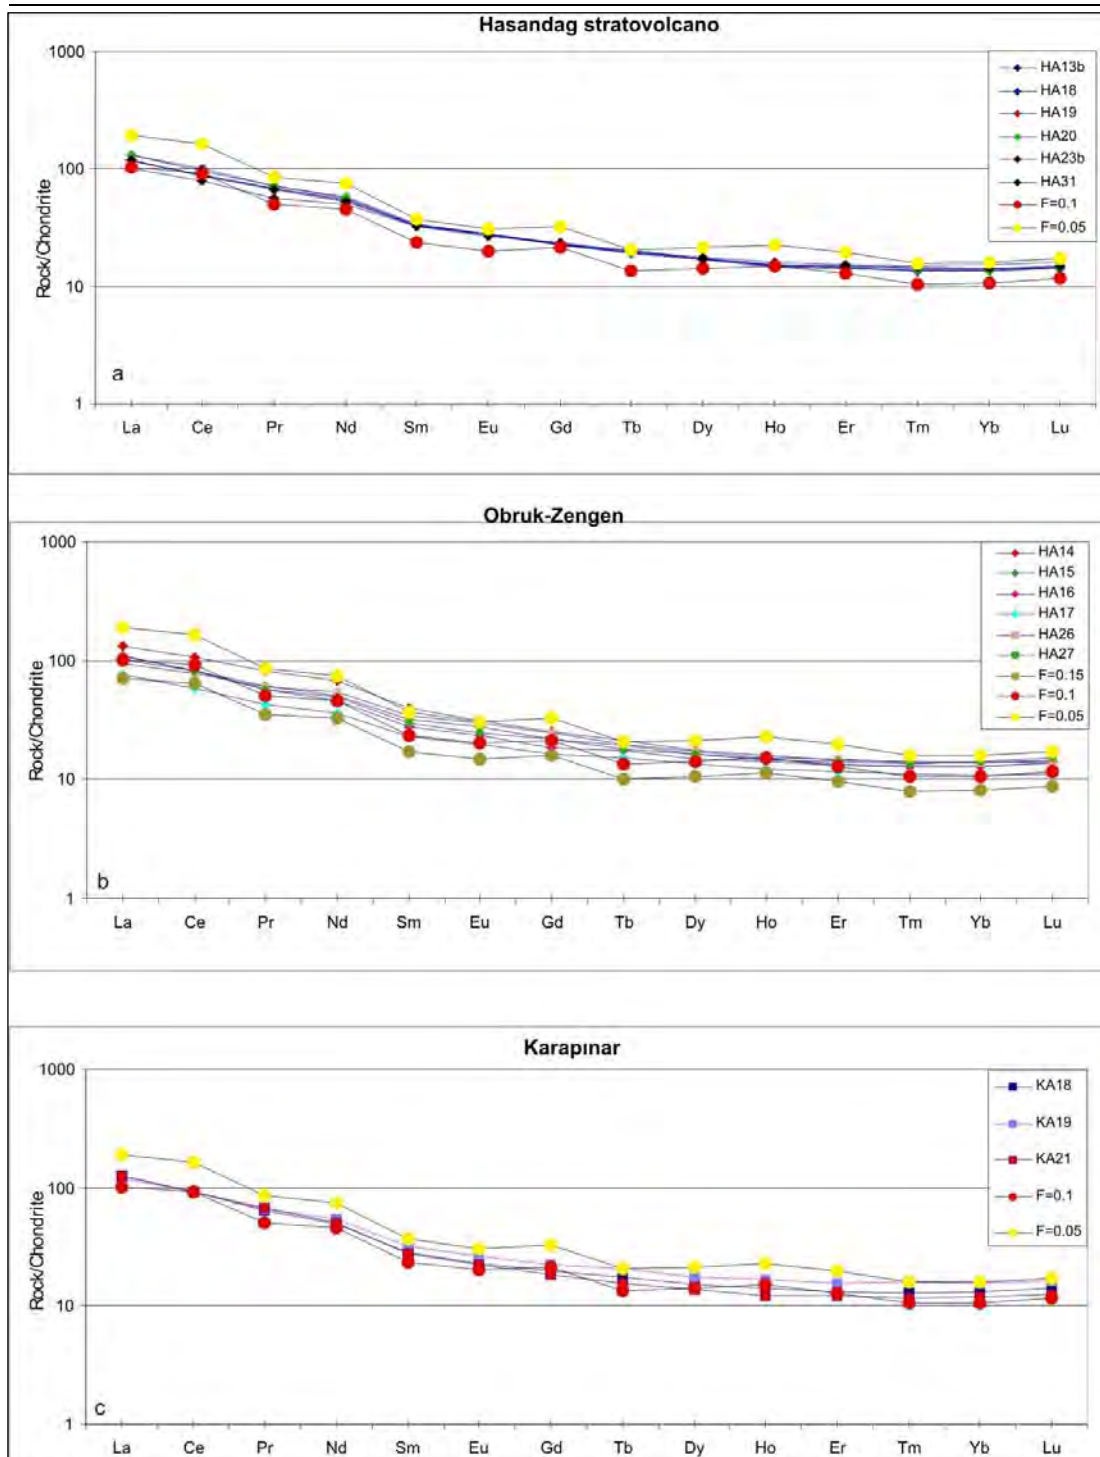 Hasandag stratovolcano
1000
100
10
1
Rock/Chondrite
a
La Ce Pr Nd Sm Eu Gd Tb Dy Ho Er Tm Yb Lu
HA13b
HA18
HA19
HA20
HA23b
HA31
F=0.1
F=0.05
Obruk-Zengen
1000
100
10
1
Rock/Chondrite
b
La Ce Pr Nd Sm Eu Gd Tb Dy Ho Er Tm Yb Lu
HA14
HA15
HA16
HA17
HA26
HA27
F=0.15
F=0.1
F=0.05
Karapınar
1000
100
10
1
Rock/Chondrite
c
La Ce Pr Nd Sm Eu Gd Tb Dy Ho Er Tm Yb Lu
KA18
KA19
KA21
F=0.1
F=0.05